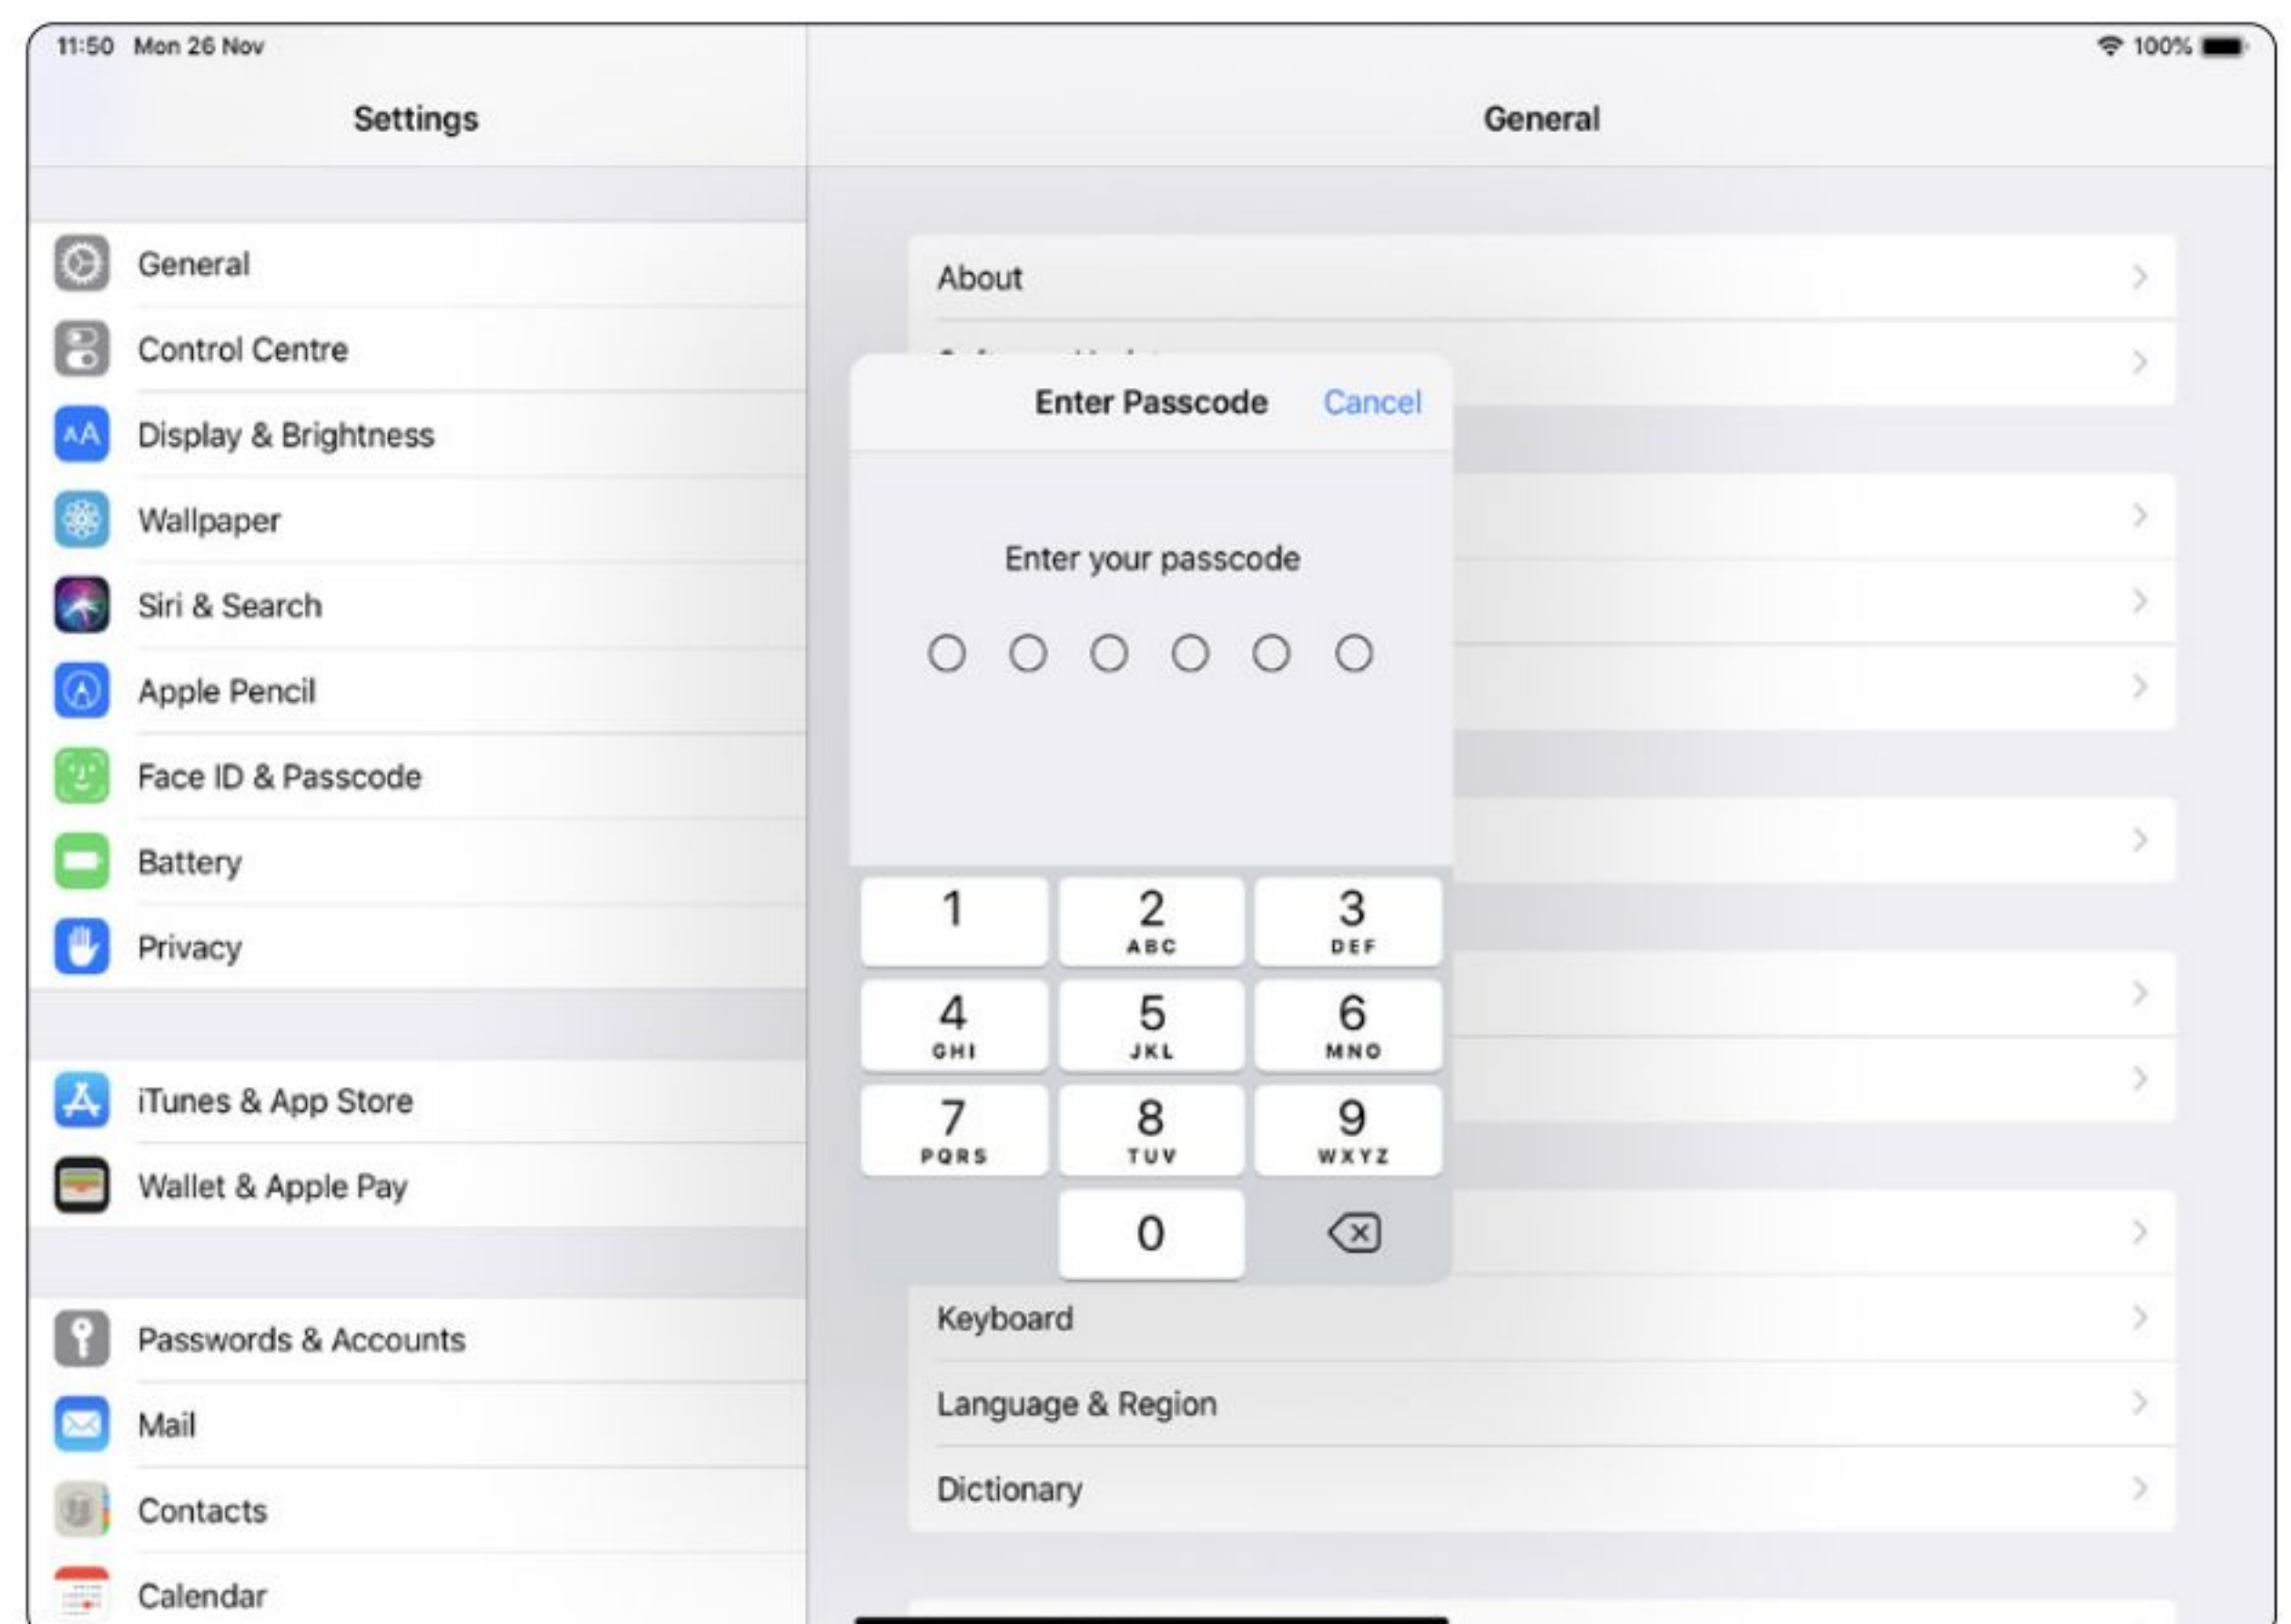 11:50 Mon 26 Nov
100%
Settings
General
General
Control Centre
Display & Brightness
Wallpaper
Siri & Search
Apple Pencil
Face ID & Passcode
Battery
Privacy
iTunes & App Store
Wallet & Apple Pay
Passwords & Accounts
Mail
Contacts
Calendar
About
Enter Passcode Cancel
Enter your passcode
1 2 3
ABC DEF
4 5 6
GHI JKL MNO
7 8 9
PQRS TUV WXYZ
0
Keyboard
Language & Region
Dictionary